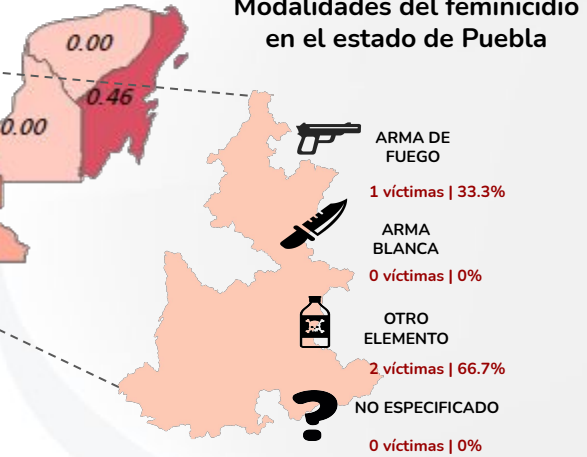 Modalidades del feminicidio
en el estado de Puebla
0.00
0.46
0.00
ARMA DE
FUEGO
1 víctimas | 33.3%
ARMA
BLANCA
0 víctimas | 0%
OTRO
ELEMENTO
2 víctimas | 66.7%
NO ESPECIFICADO
0 víctimas | 0%